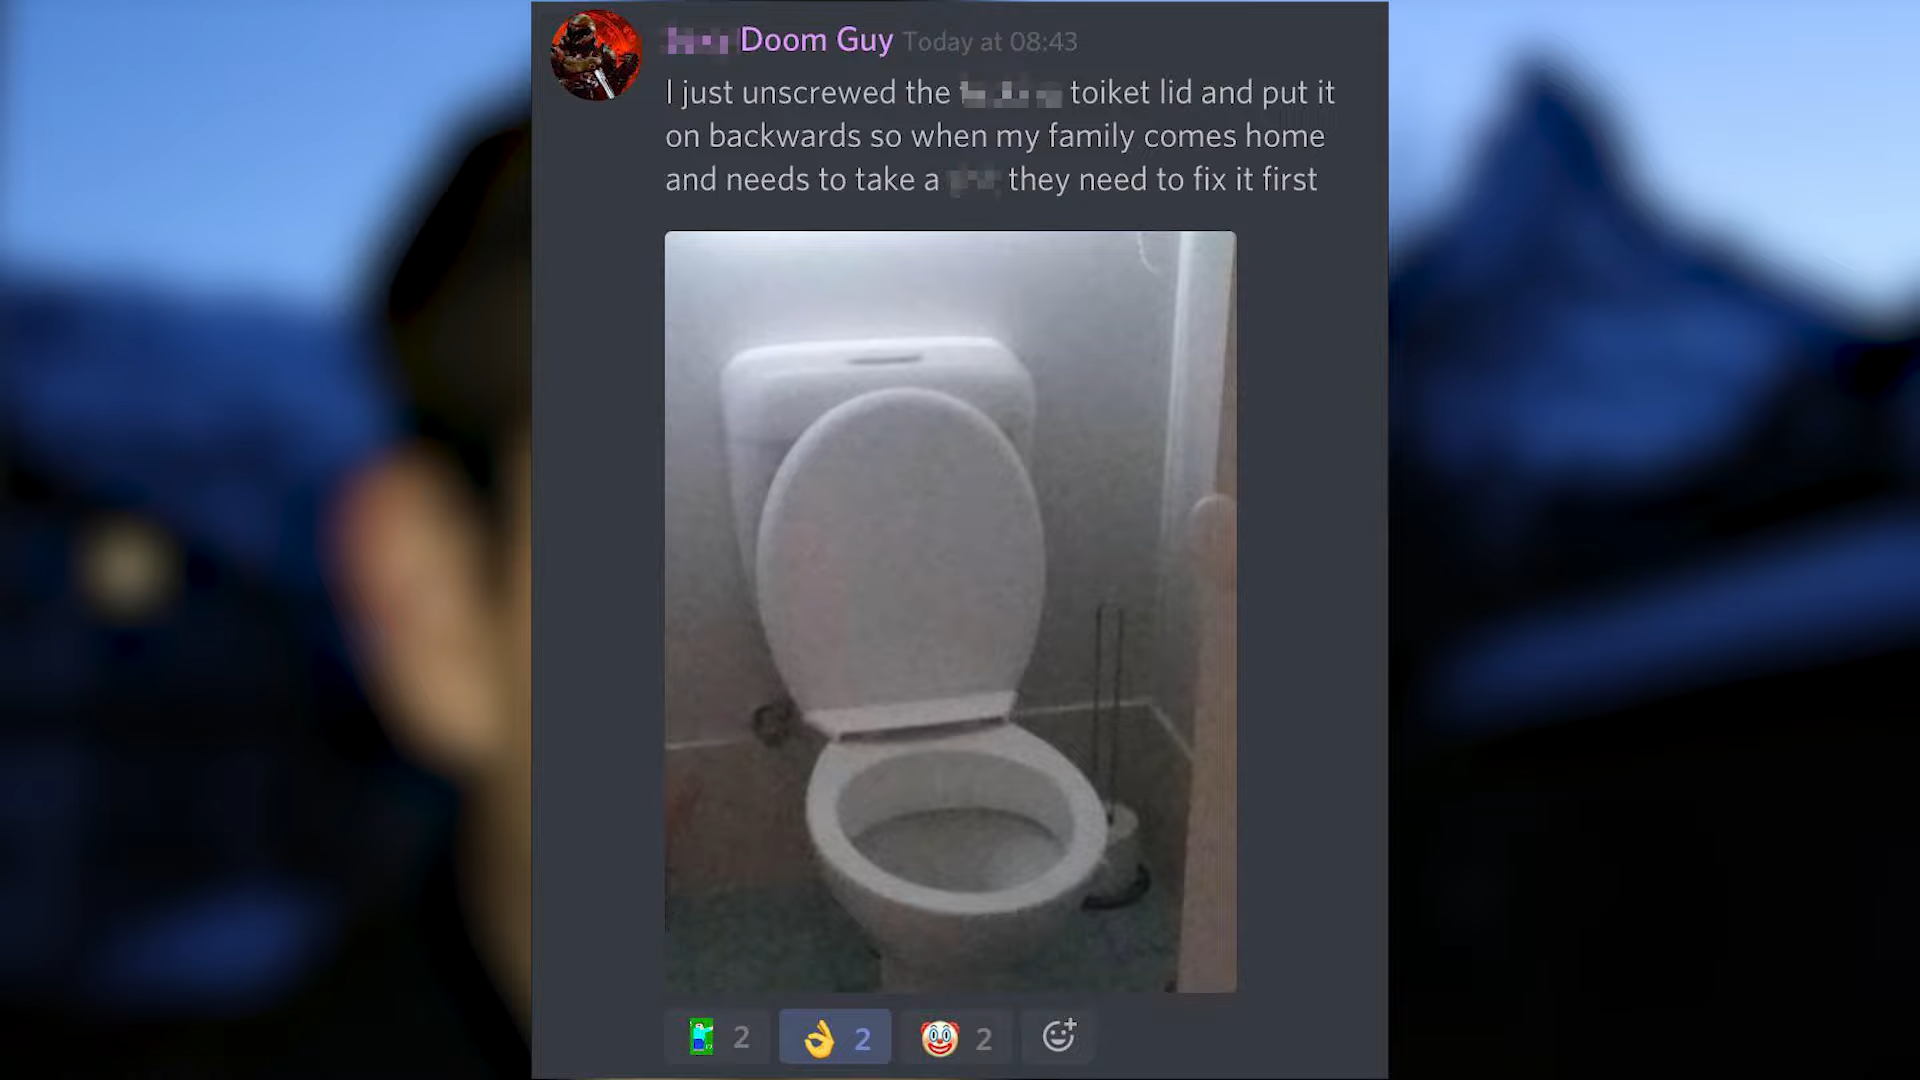 Doom Guy Today at 08:43
I just unscrewed the toiket lid and put it
on backwards so when my family comes home
and needs to take a they need to fix it first
2 2 2